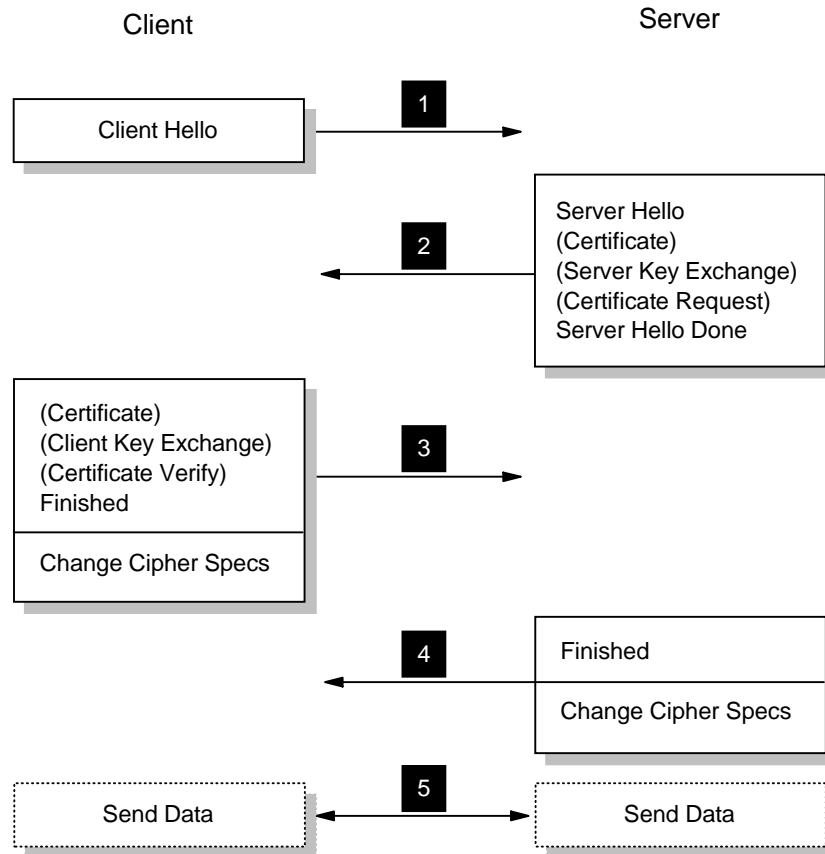 Client
Server
1
Client Hello
2
Server Hello
(Certificate)
(Server Key Exchange)
(Certificate Request)
Server Hello Done
3
(Certificate)
(Client Key Exchange)
(Certificate Verify)
Finished
Change Cipher Specs
4
Finished
Change Cipher Specs
5
Send Data
Send Data